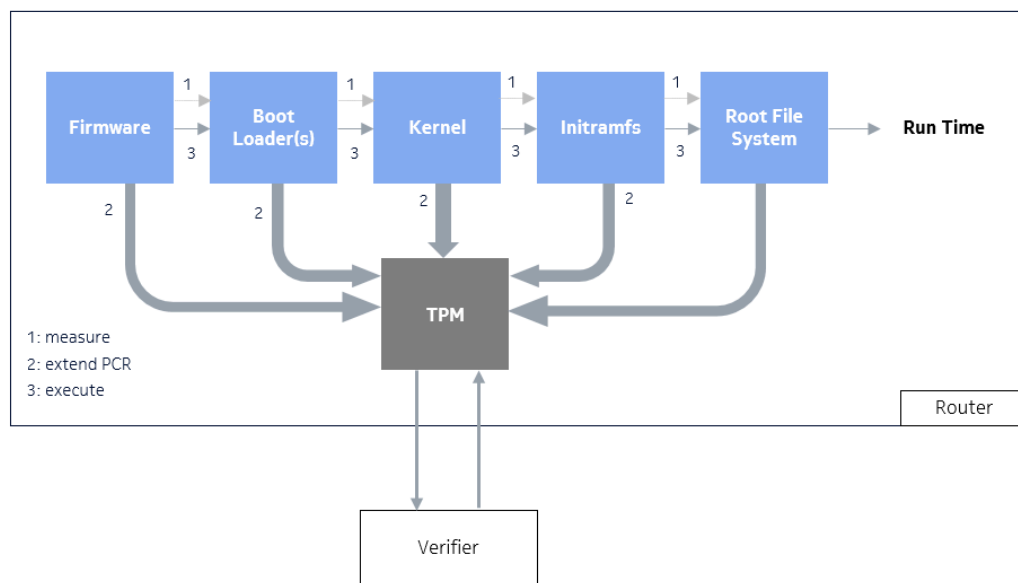 1
1
1
1
Firmware
Boot
Loader(s)
Kernel
Initramfs
Root File
System
Run Time
3
3
3
3
2
2
2
2
TPM
1: measure
2: extend PCR
3: execute
Router
Verifier